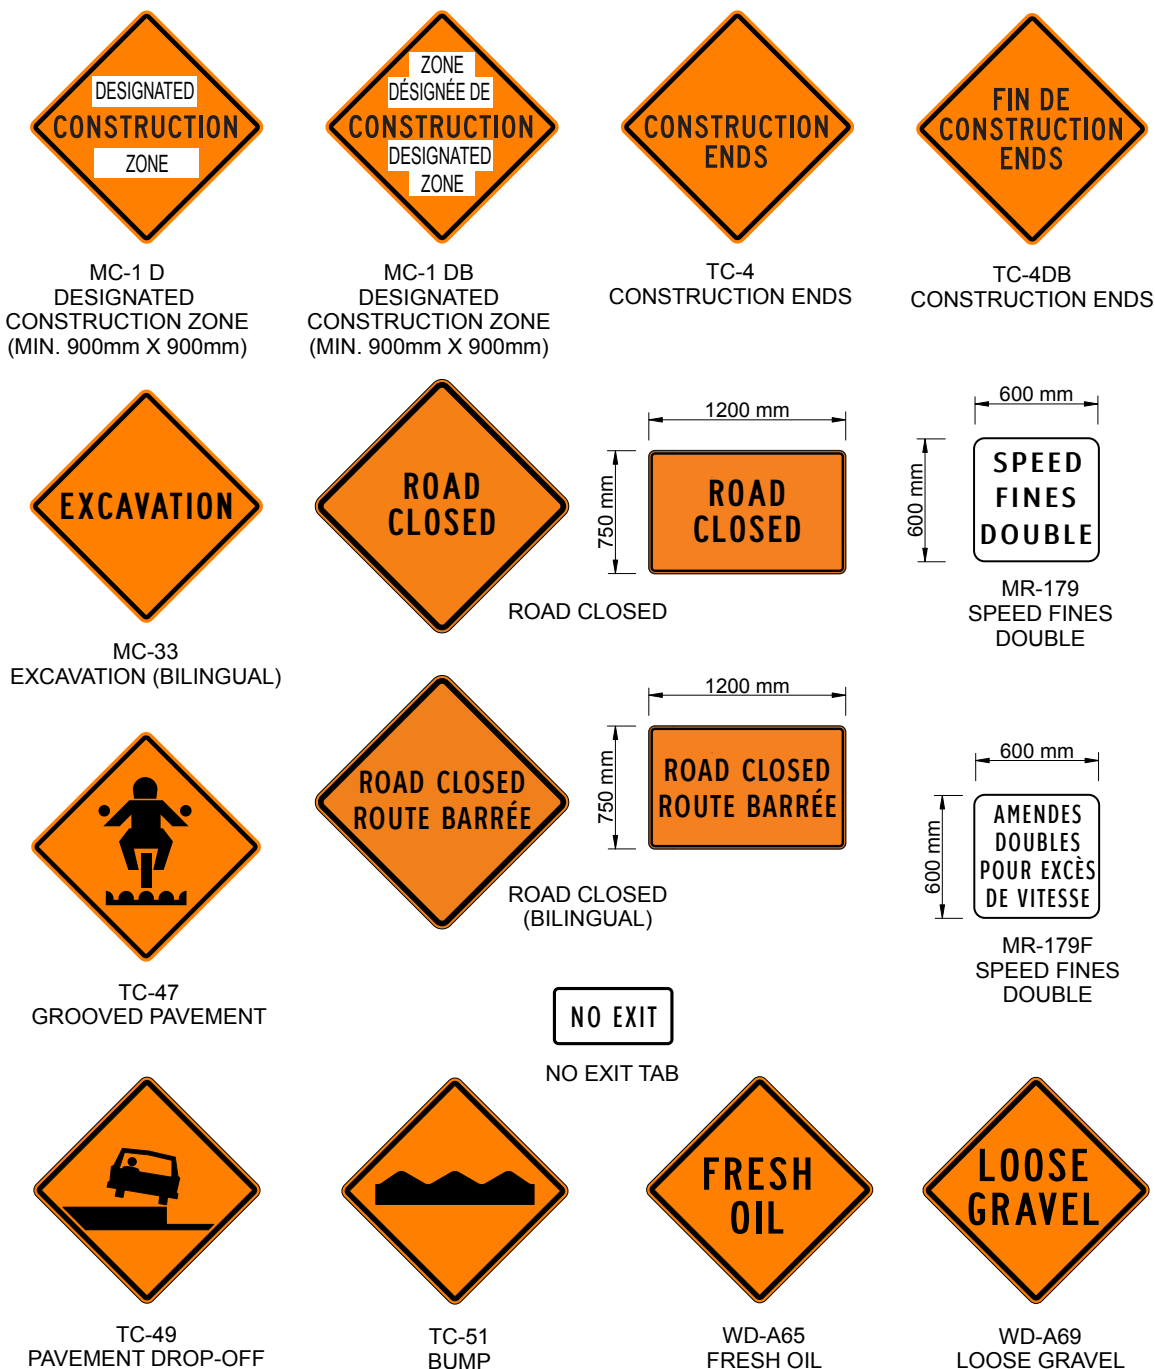 DESIGNATED
CONSTRUCTION
ZONE
MC-1 D
DESIGNATED
CONSTRUCTION ZONE
(MIN. 900mm X 900mm)
ZONE
DÉSIGNÉE DE
CONSTRUCTION
DESIGNATED
ZONE
MC-1 DB
DESIGNATED
CONSTRUCTION ZONE
(MIN. 900mm X 900mm)
CONSTRUCTION
ENDS
TC-4
CONSTRUCTION ENDS
FIN DE
CONSTRUCTION
ENDS
TC-4DB
CONSTRUCTION ENDS
EXCAVATION
MC-33
EXCAVATION (BILINGUAL)
ROAD
CLOSED
1200 mm
750 mm
ROAD
CLOSED
ROAD CLOSED
600 mm
600 mm
SPEED
FINES
DOUBLE
MR-179
SPEED FINES
DOUBLE
TC-47
GROOVED PAVEMENT
ROAD CLOSED
ROUTE BARRÉE
1200 mm
750 mm
ROAD CLOSED
ROUTE BARRÉE
ROAD CLOSED
(BILINGUAL)
600 mm
600 mm
AMENDES
DOUBLES
POUR EXCÈS
DE VITESSE
MR-179F
SPEED FINES
DOUBLE
NO EXIT
NO EXIT TAB
TC-49
PAVEMENT DROP-OFF
TC-51
BUMP
FRESH
OIL
WD-A65
FRESH OIL
LOOSE
GRAVEL
WD-A69
LOOSE GRAVEL